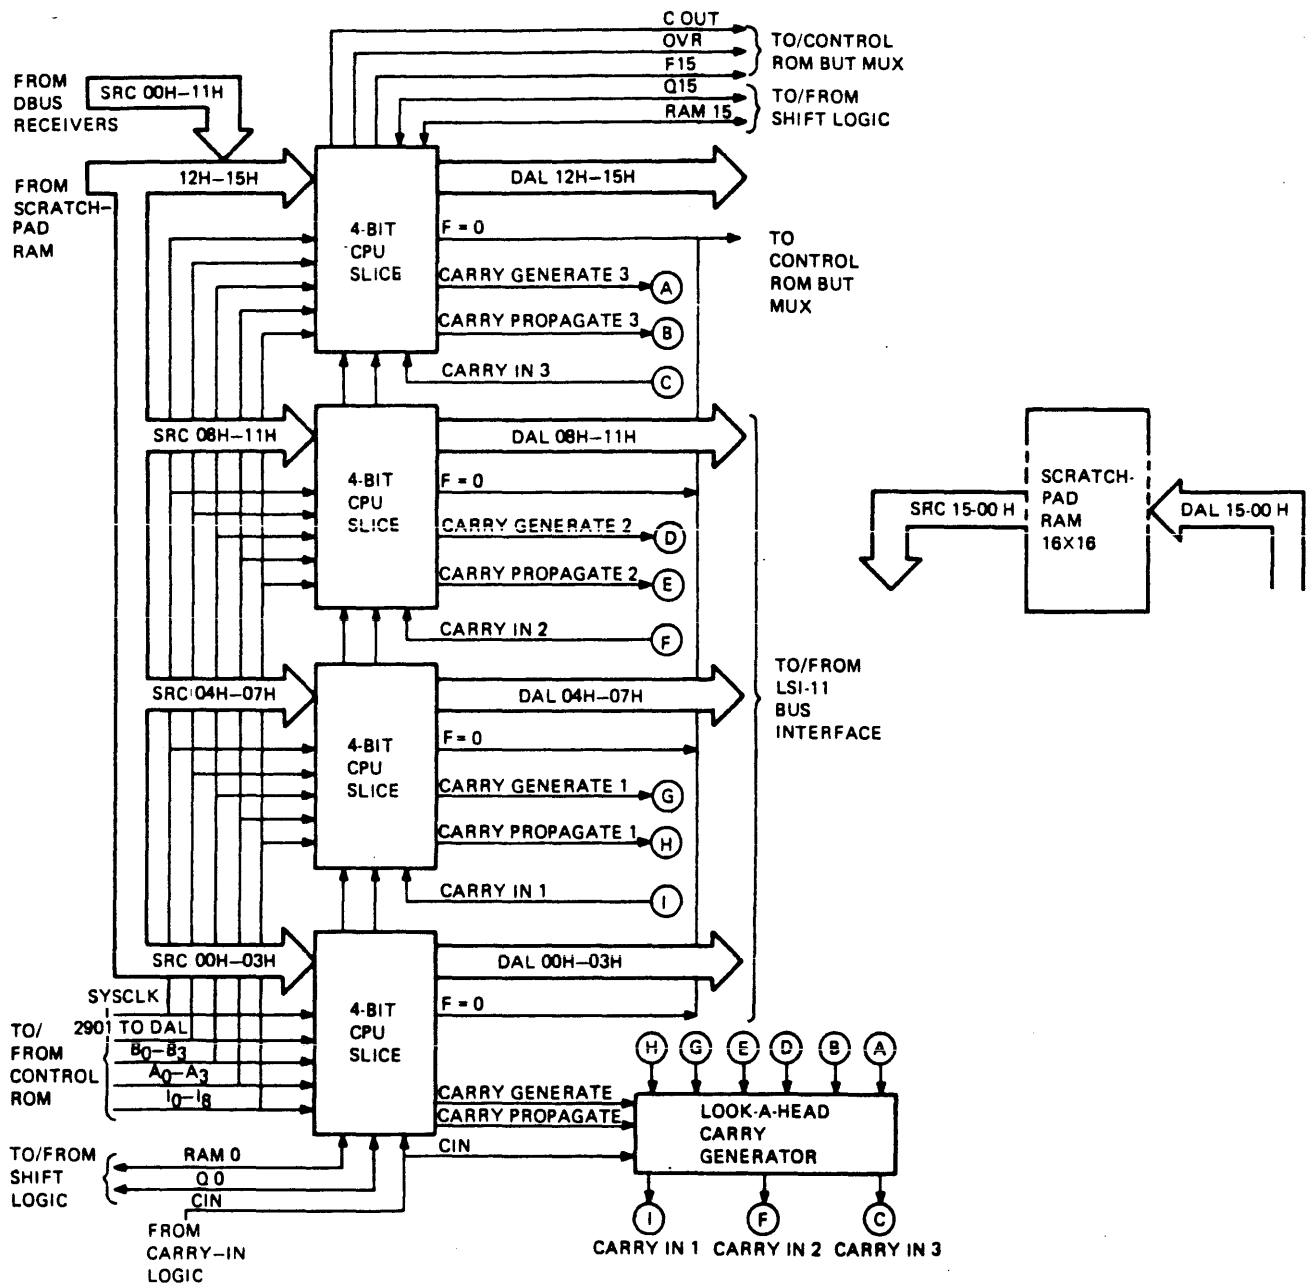 C OUT
OVR
F15
TO/CONTROL
ROM BUT MUX
Q15
RAM 15
TO/FROM
SHIFT LOGIC
FROM
DBUS
RECEIVERS
SRC 00H–11H
FROM
SCRATCH–
PAD
RAM
12H–15H
4-BIT
CPU
SLICE
DAL 12H–15H
F = 0
TO
CONTROL
ROM BUT
MUX
CARRY GENERATE 3
A
CARRY PROPAGATE 3
B
CARRY IN 3
C
SRC 08H–11H
4-BIT
CPU
SLICE
DAL 08H–11H
F = 0
CARRY GENERATE 2
D
CARRY PROPAGATE 2
E
CARRY IN 2
F
SCRATCH-
PAD
RAM
16X16
SRC 15-00 H
DAL 15-00 H
SRC 04H–07H
4-BIT
CPU
SLICE
DAL 04H–07H
F = 0
CARRY GENERATE 1
G
CARRY PROPAGATE 1
H
CARRY IN 1
I
TO/FROM
LSI-11
BUS
INTERFACE
SRC 00H–03H
4-BIT
CPU
SLICE
DAL 00H–03H
F = 0
SYSCLK
2901 TO DAL
B0–B3
A0–A3
I0–I8
TO/
FROM
CONTROL
ROM
CARRY GENERATE
CARRY PROPAGATE
CIN
H G E D B A
LOOK-A-HEAD
CARRY
GENERATOR
I F C
CARRY IN 1 CARRY IN 2 CARRY IN 3
TO/FROM
SHIFT
LOGIC
RAM 0
Q 0
CIN
FROM
CARRY–IN
LOGIC